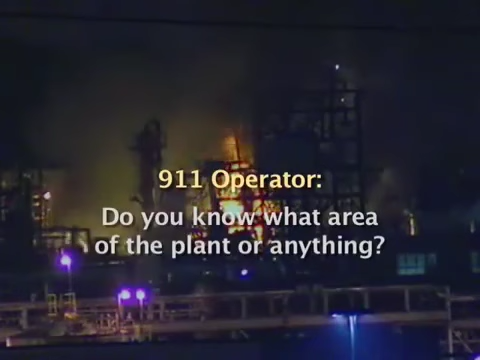 911 Operator:
Do you know what area
of the plant or anything?